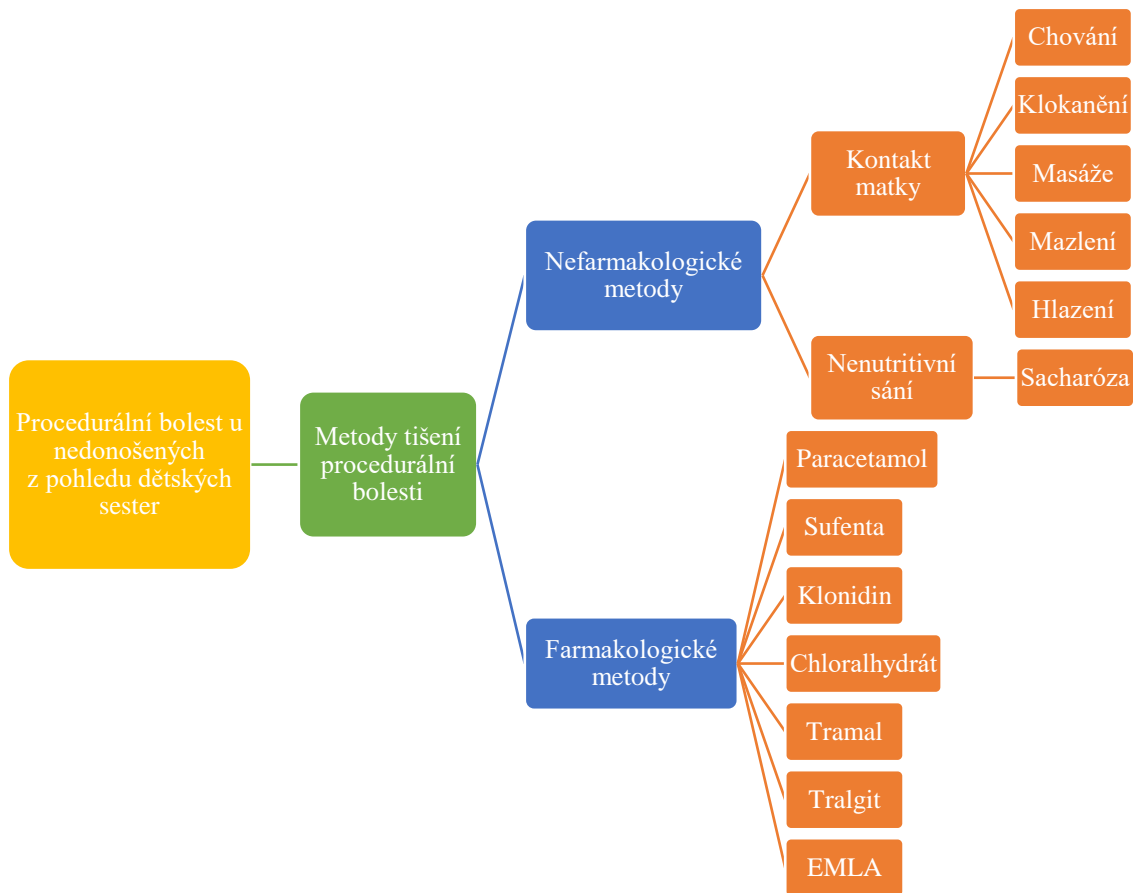 Procedurální bolest u
nedonošených
z pohledu dětských
sester
Metody tišení
procedurální
bolesti
Nefarmakologické
metody
Kontakt
matky
Chování
Klokanění
Masáže
Mazlení
Hlazení
Nenutritivní
sání
Sacharóza
Farmakologické
metody
Paracetamol
Sufenta
Klonidin
Chloralhydrát
Tramal
Tralgit
EMLA